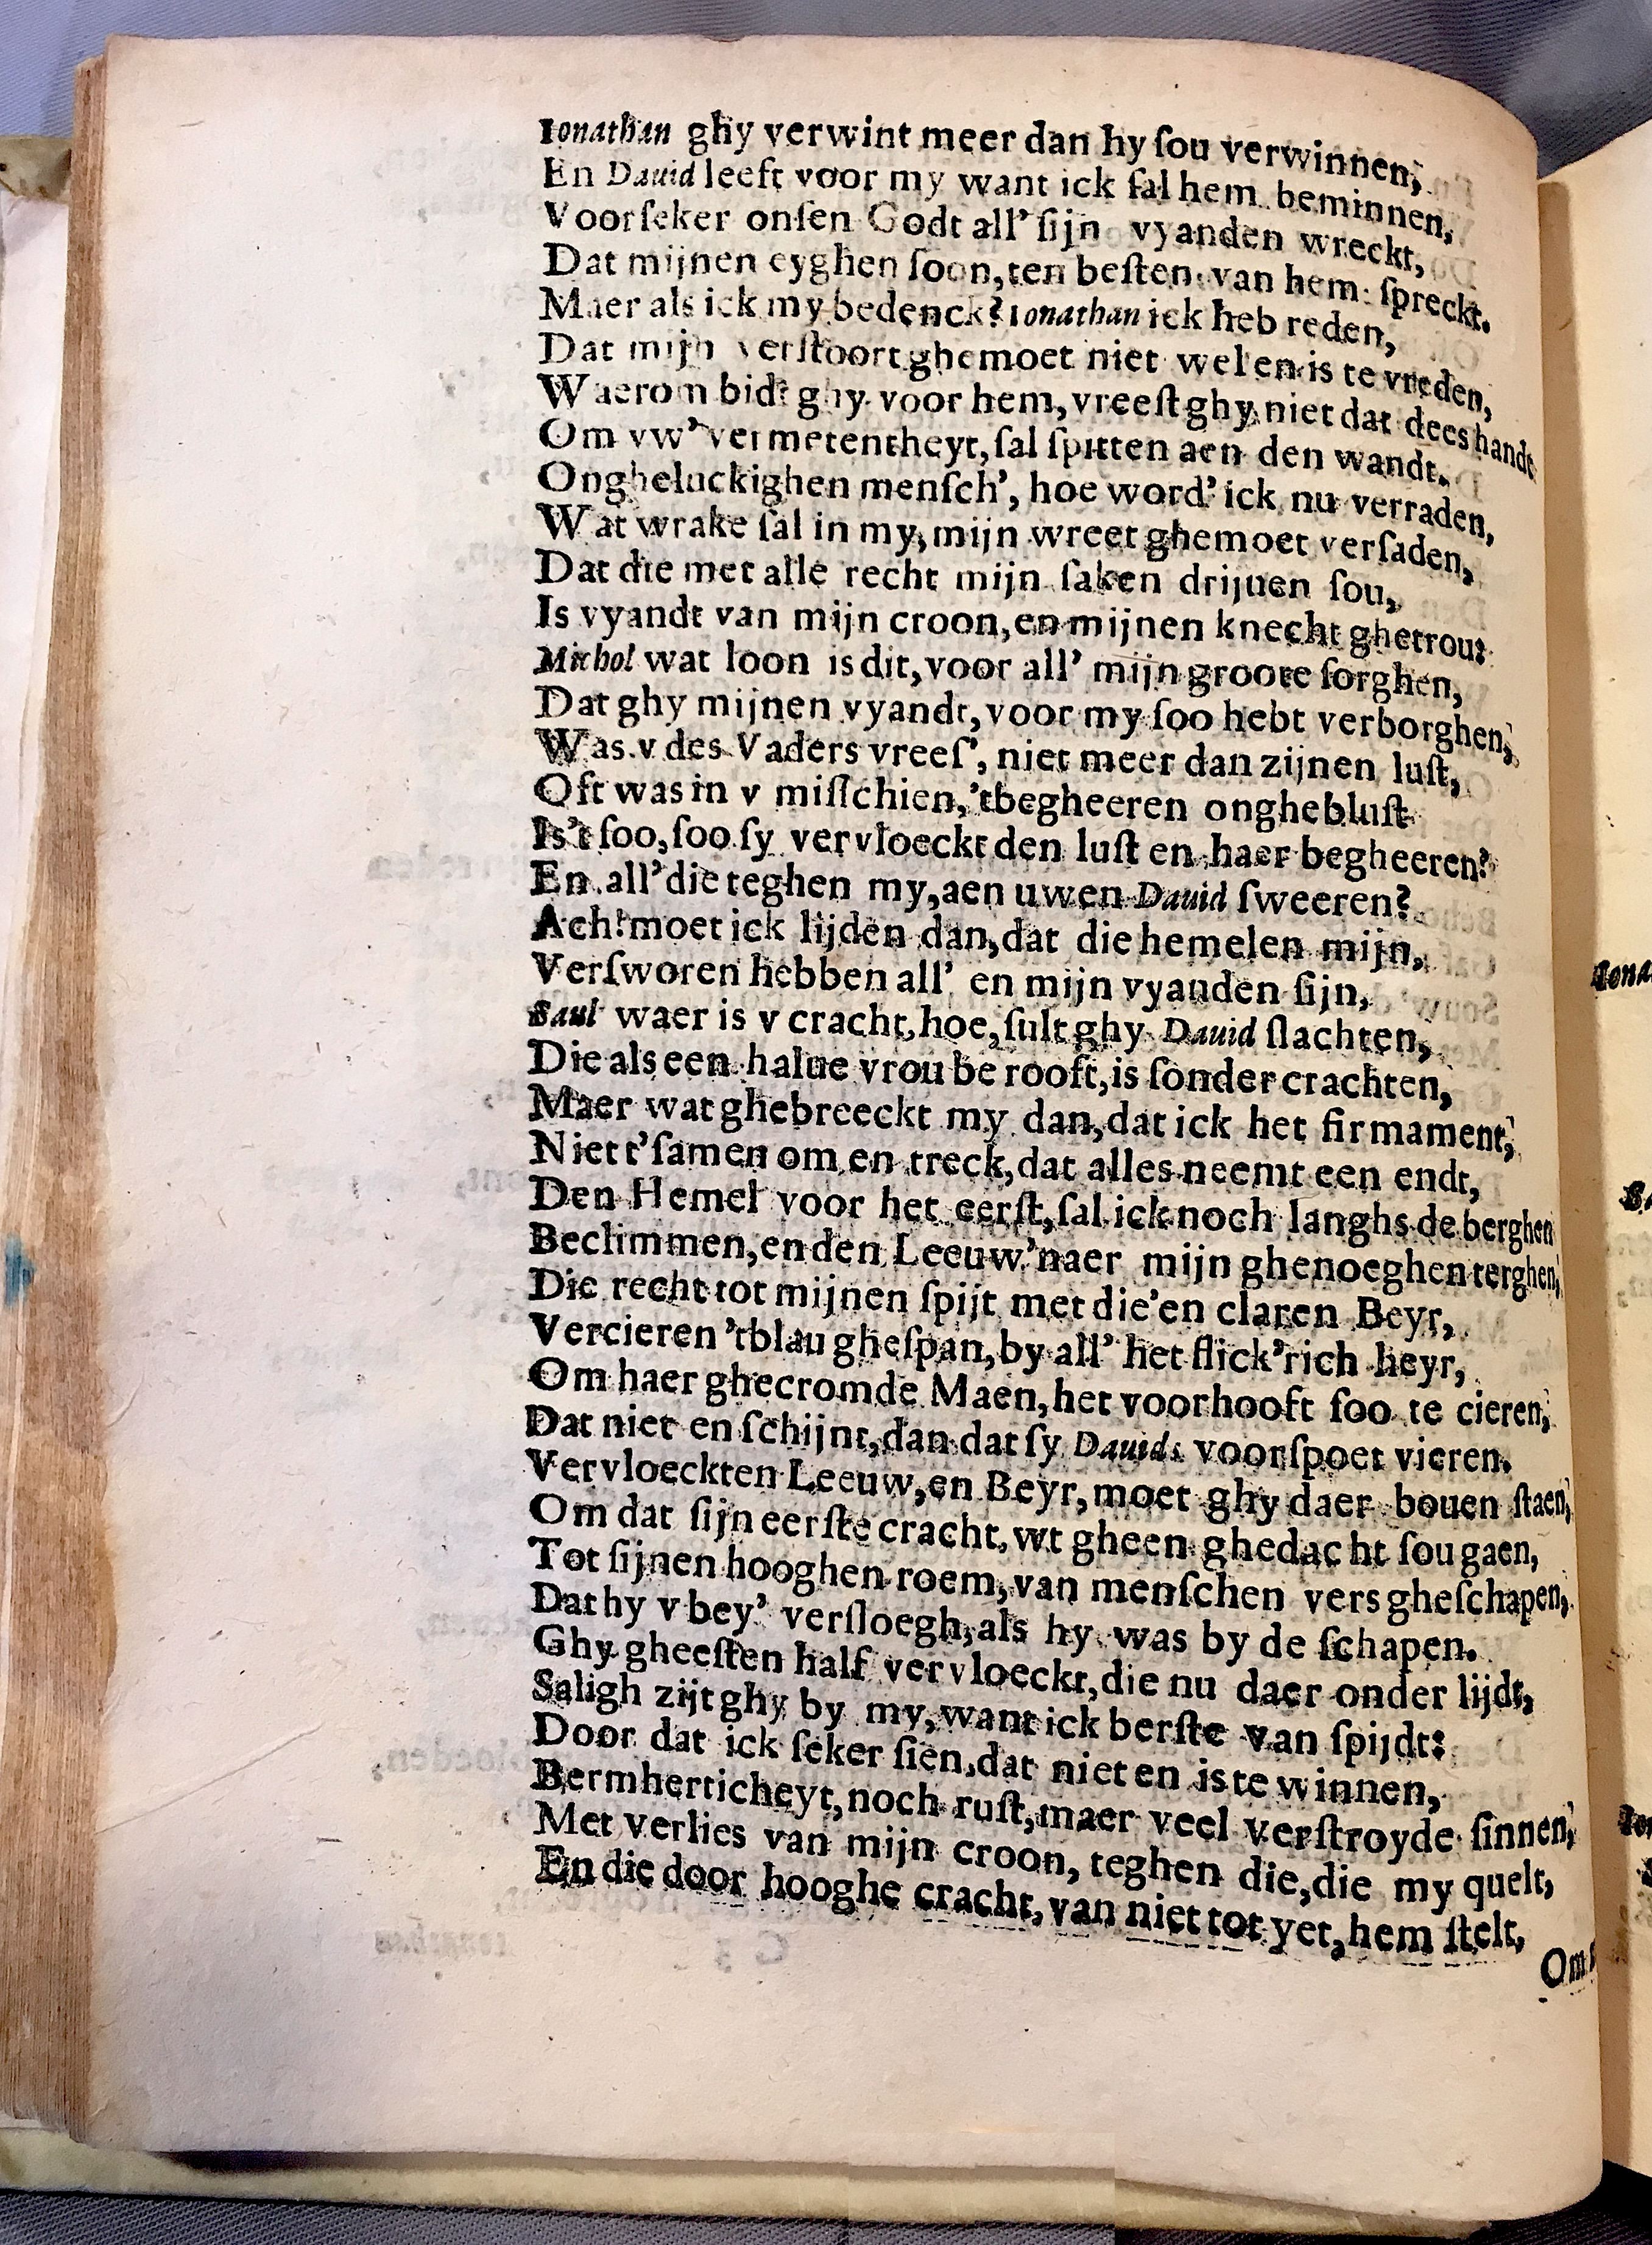 Ionathan ghy verwint meer dan hy ſou verwinnen,
En Dauid leeft voor my want ick ſal hem beminnen,
Voorſeker onſen Godt all’ ſijn vyanden wreckt,
Dat mijnen eyghen ſoon, ten beſten van hem ſpreckt.
Maer als ick my bedenck? Ionathan ick heb reden,
Dat mijn verſtoort ghemoet niet wel en is te vreden,
Waerom bidt ghy voor hem, vreeſt ghy niet dat dees handt
Om vw’ vermetentheyt, ſal ſpitten aen den wandt.
Ongheluckighen menſch’, hoe word’ ick nu verraden,
Wat wrake ſal in my, mijn wreet ghemoet verſaden,
Dat die met alle recht mijn ſaken drijuen ſou,
Is vyandt van mijn croon, en mijnen knecht ghetrou:
Michol wat loon is dit, voor all’ mijn groote ſorghen,
Dat ghy mijnen vyandt, voor my ſoo hebt verborghen,
Was v des Vaders vreeſ’, niet meer dan zijnen luſt,
Oft was in v miſſchien, ’tbegheeren onghebluſt
Is’t ſoo, ſoo ſy vervloeckt den luſt en haer begheeren?
En all’ die teghen my, aen uwen Dauid ſweeren?
Ach! moet ick lijden dan, dat die hemelen mijn,
Verſworen hebben all’ en mijn vyanden ſijn,
Saul waer is v cracht, hoe, ſult ghy Dauid ſlachten,
Die als een halue vrou berooft, is ſonder crachten,
Maer wat ghebreeckt my dan, dat ick het firmament,
Niet t’ſamen om en treck, dat alles neemt een endt,
Den Hemel voor het eerſt, ſal ick noch langhs de berghen
Beclimmen, en den Leeuw’ naer mijn ghenoeghen terghen,
Die recht tot mijnen ſpijt met die’en claren Beyr,
Vercieren ’tblau gheſpan, by all’ het flick’rich heyr,
Om haer ghecromde Maen, het voorhooft ſoo te cieren,
Dat niet en ſchijnt, dan dat ſy Dauids voorſpoet vieren.
Vervloeckten Leeuw, en Beyr, moet ghy daer bouen ſtaen,
Om dat ſijn eerſte cracht, wt gheen ghedacht ſou gaen,
Tot ſijnen hooghen roem, van menſchen vers gheſchapen,
Dat hy v bey’ verſloegh, als hy was by de ſchapen.
Ghy gheeſten half vervloeckt, die nu daer onder lijdt,
Saligh zijt ghy by my, want ick berſte van ſpijdt:
Door dat ick ſeker ſien, dat niet en is te winnen,
Bermherticheyt, noch ruſt, maer veel verſtroyde ſinnen,
Met verlies van mijn croon, teghen die, die my quelt,
En die door hooghe cracht, van niet tot yet, hem ſtelt,
Om